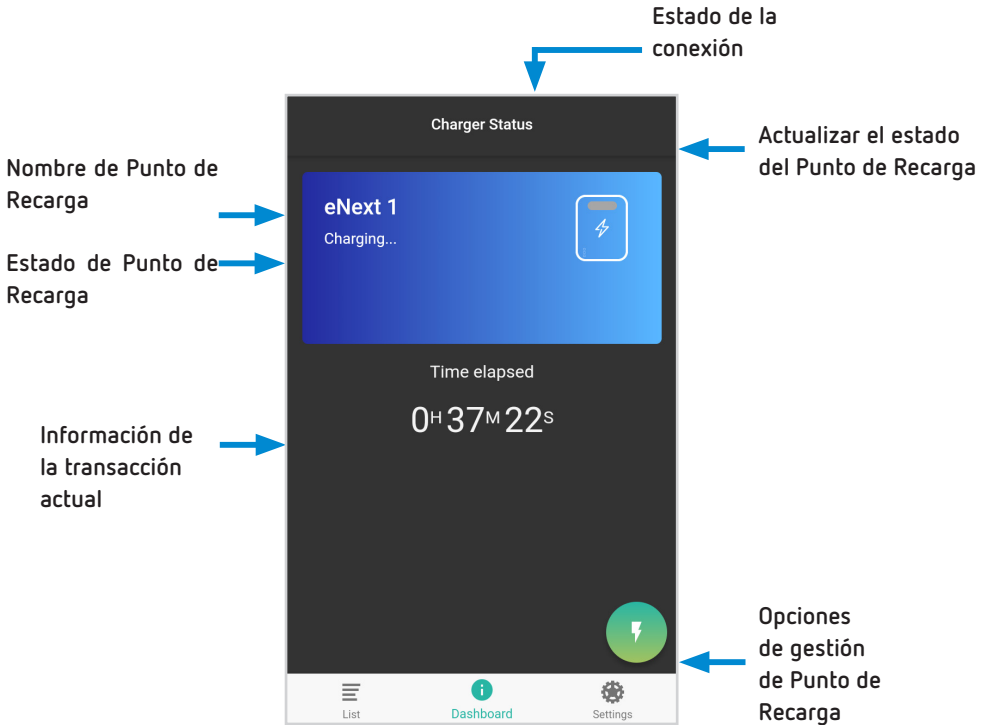 Estado de la
conexión
Charger Status
Actualizar el estado
del Punto de Recarga
Nombre de Punto de
Recarga
eNext 1
Charging...
Estado de Punto de
Recarga
Time elapsed
0H 37M 22S
Información de
la transacción
actual
Opciones
de gestión
de Punto de
Recarga
List
Dashboard
Settings